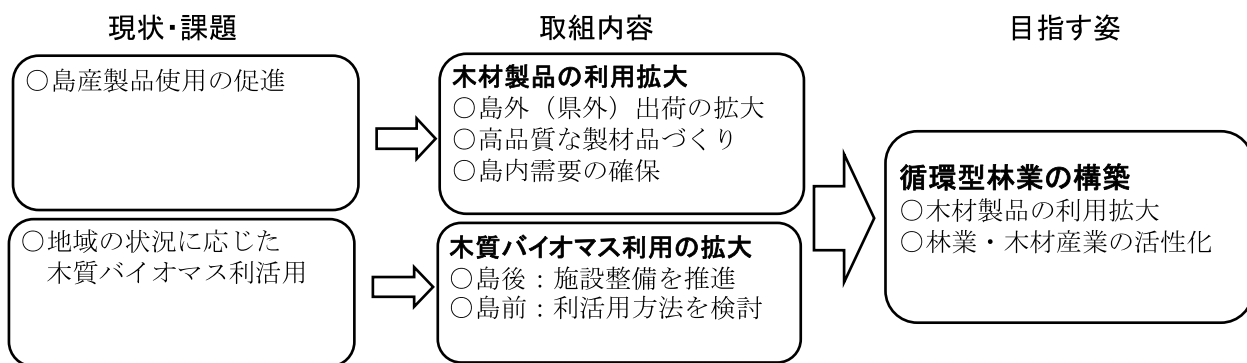 現状・課題
取組内容
目指す姿
○島産製品使用の促進
木材製品の利用拡大
○島外（県外）出荷の拡大
○高品質な製材品づくり
○島内需要の確保
○地域の状況に応じた
木質バイオマス利活用
木質バイオマス利用の拡大
○島後：施設整備を推進
○島前：利活用方法を検討
循環型林業の構築
○木材製品の利用拡大
○林業・木材産業の活性化